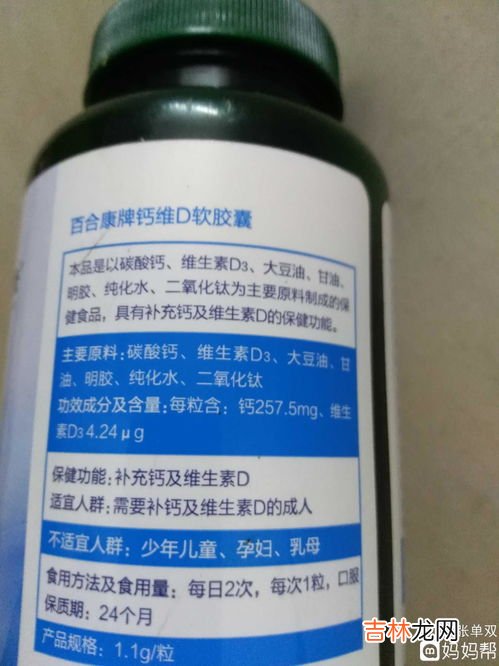 百合康牌钙维D软胶囊
本品是以碳酸钙、维生素D3、大豆油、甘油、
明胶、纯化水、二氧化钛为主要原料制成的保
健食品，具有补充钙及维生素D的保健功能。
主要原料：碳酸钙、维生素D3、大豆油、甘
油、明胶、纯化水、二氧化钛
功效成分及含量：每粒含：钙257.5mg、维生
素D3 4.24μg
保健功能：补充钙及维生素D
适宜人群：需要补钙及维生素D的成人
不适宜人群：少年儿童、孕妇、乳母
食用方法及食用量：每日2次，每次1粒，口服
保质期：24个月
产品规格：1.1g/粒
张单双
妈妈帮
吉林龙网